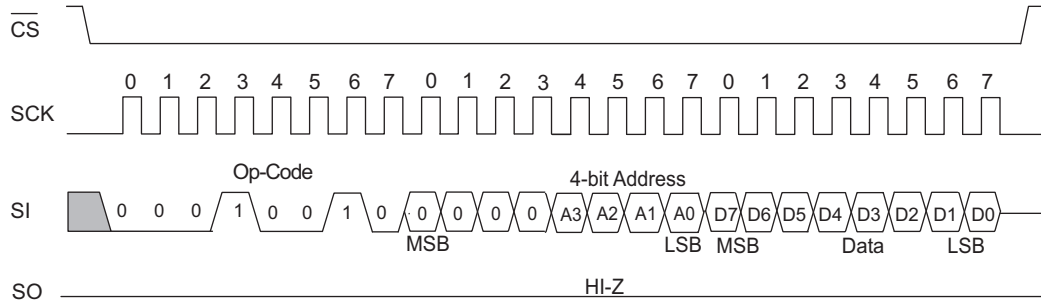 CS
0 1 2 3 4 5 6 7 0 1 2 3 4 5 6 7 0 1 2 3 4 5 6 7
SCK
Op-Code
4-bit Address
SI
0 0 0 1 0 0 1 0 0 0 0 0 A3 A2 A1 A0 D7 D6 D5 D4 D3 D2 D1 D0
MSB LSB MSB Data LSB
HI-Z
SO